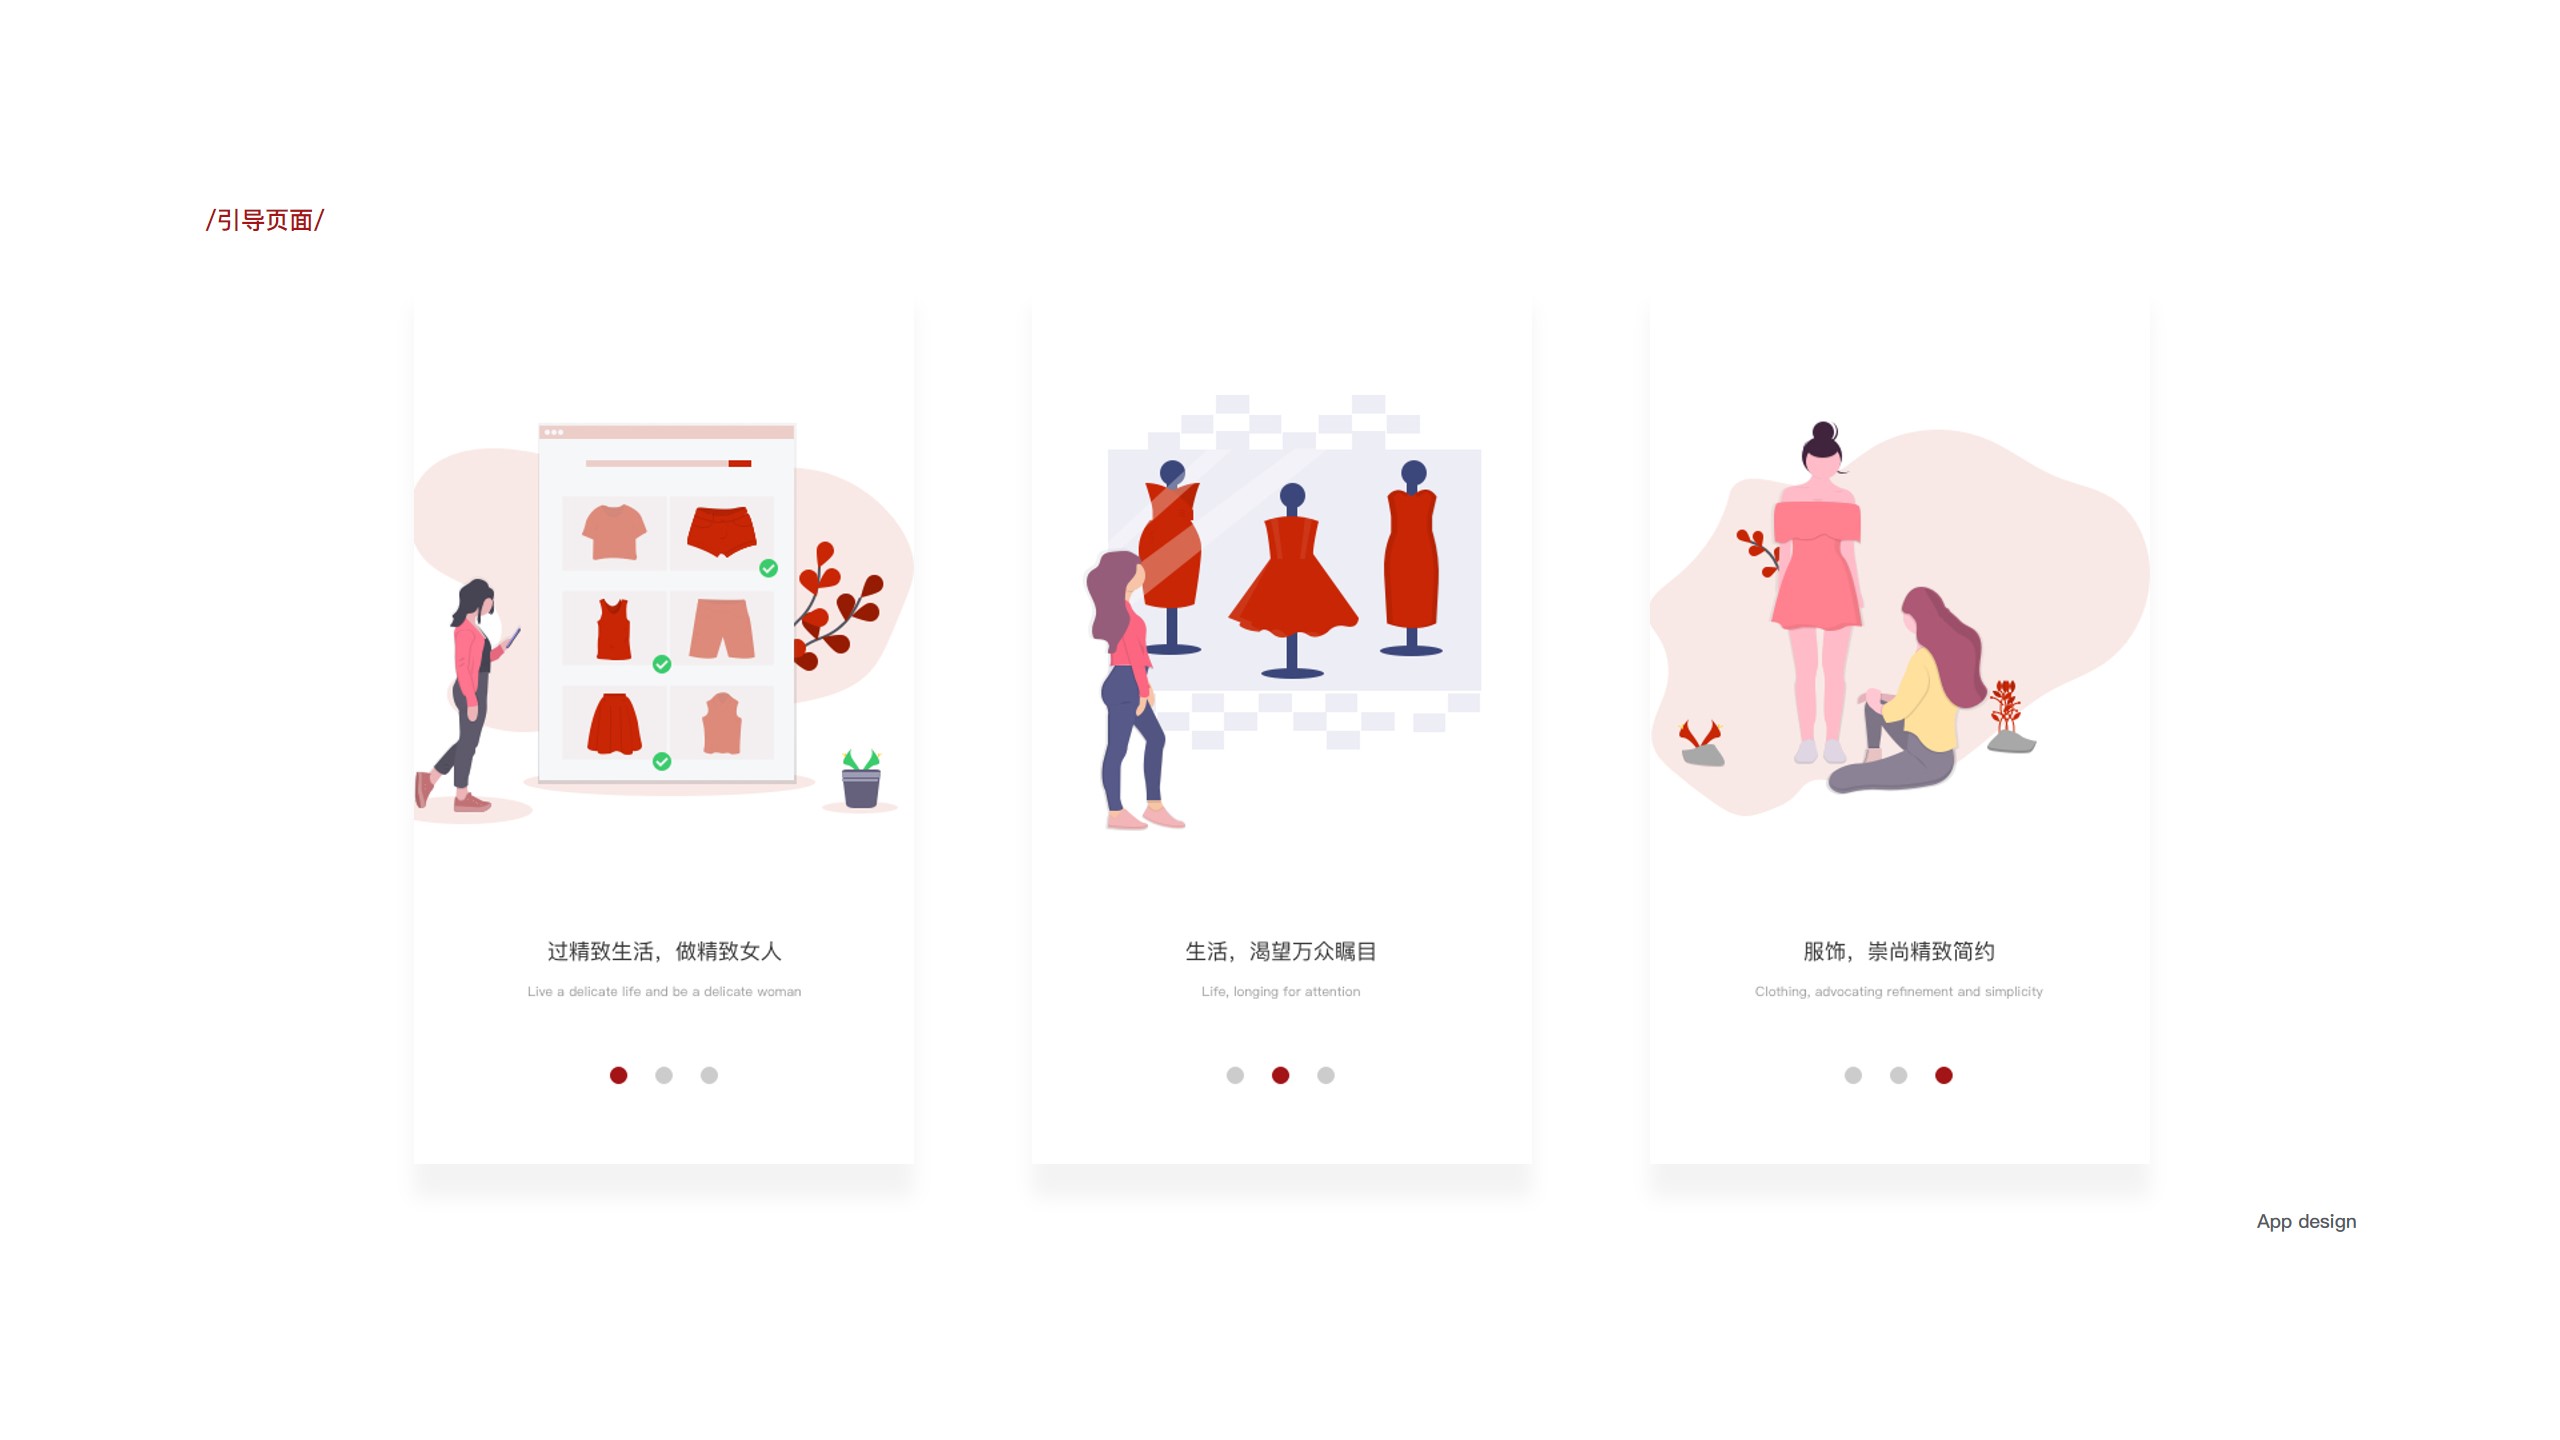 /引导页面/
过精致生活，做精致女人
Live a delicate life and be a delicate woman
生活，渴望万众瞩目
Life, longing for attention
服饰，崇尚精致简约
Clothing, advocating refinement and simplicity
App design